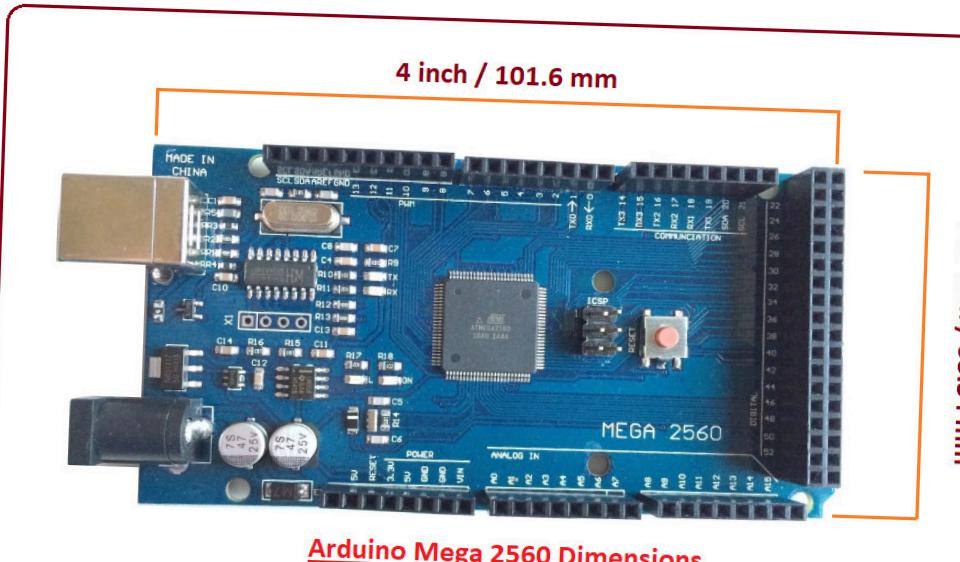 4 inch / 101.6 mm
MADE IN
CHINA
SCL SDA AREF GND
13 12 11 10 9 8
7 6 5 4 3 2
PWM
TX0→1
RX0←0
TX3 14
RX3 15
TX2 16
RX2 17
TX1 18
RX1 19
SDA 20
SCL 21
COMMUNCIATION
22
24
26
28
30
32
34
36
38
40
42
44
46
48
50
52
DIGITAL
C8 C7
C4 R9
R10 TX
R11 RX
R12
R13
C13
C10
X1
C14 R16 R15 C11
C12
R17 R18
L ON
C5
R14
C6
ATMEGA2560
ICSP
RESET
7S
47
25V
7S
47
25V
MEGA 2560
POWER
ANALOG IN
5V RESET 3.3V 5V GND GND VIN
A0 A1 A2 A3 A4 A5 A6 A7
A8 A9 A10 A11 A12 A13 A14 A15
Arduino Mega 2560 Dimensions